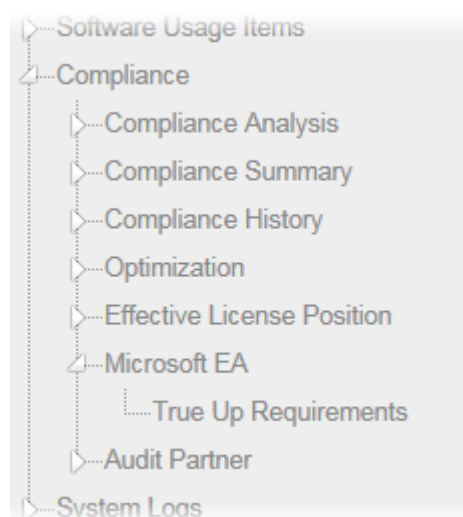 Software Usage Items
Compliance
Compliance Analysis
Compliance Summary
Compliance History
Optimization
Effective License Position
Microsoft EA
True Up Requirements
Audit Partner
System Logs